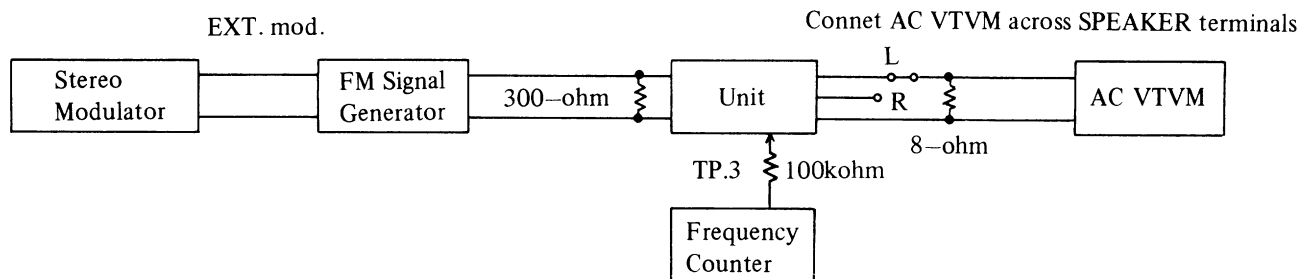 EXT. mod.
Connet AC VTVM across SPEAKER terminals
Stereo
Modulator
FM Signal
Generator
300-ohm
Unit
L
R
8-ohm
AC VTVM
TP.3
100kohm
Frequency
Counter